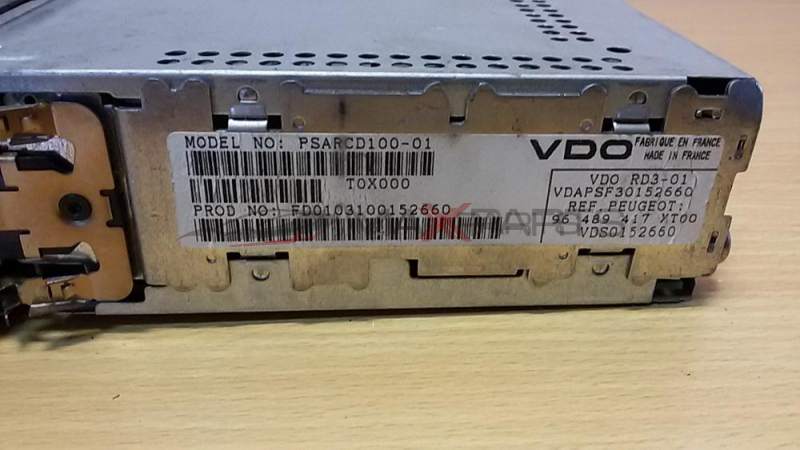 MODEL NO: PSARCD100-01
T0X000
PROD NO: FD0103100152660
VDO
FABRIQUE EN FRANCE
MADE IN FRANCE
VDO RD3-01
VDAPSF30152660
REF. PEUGEOT:
96 489 417 XT00
VDS0152660